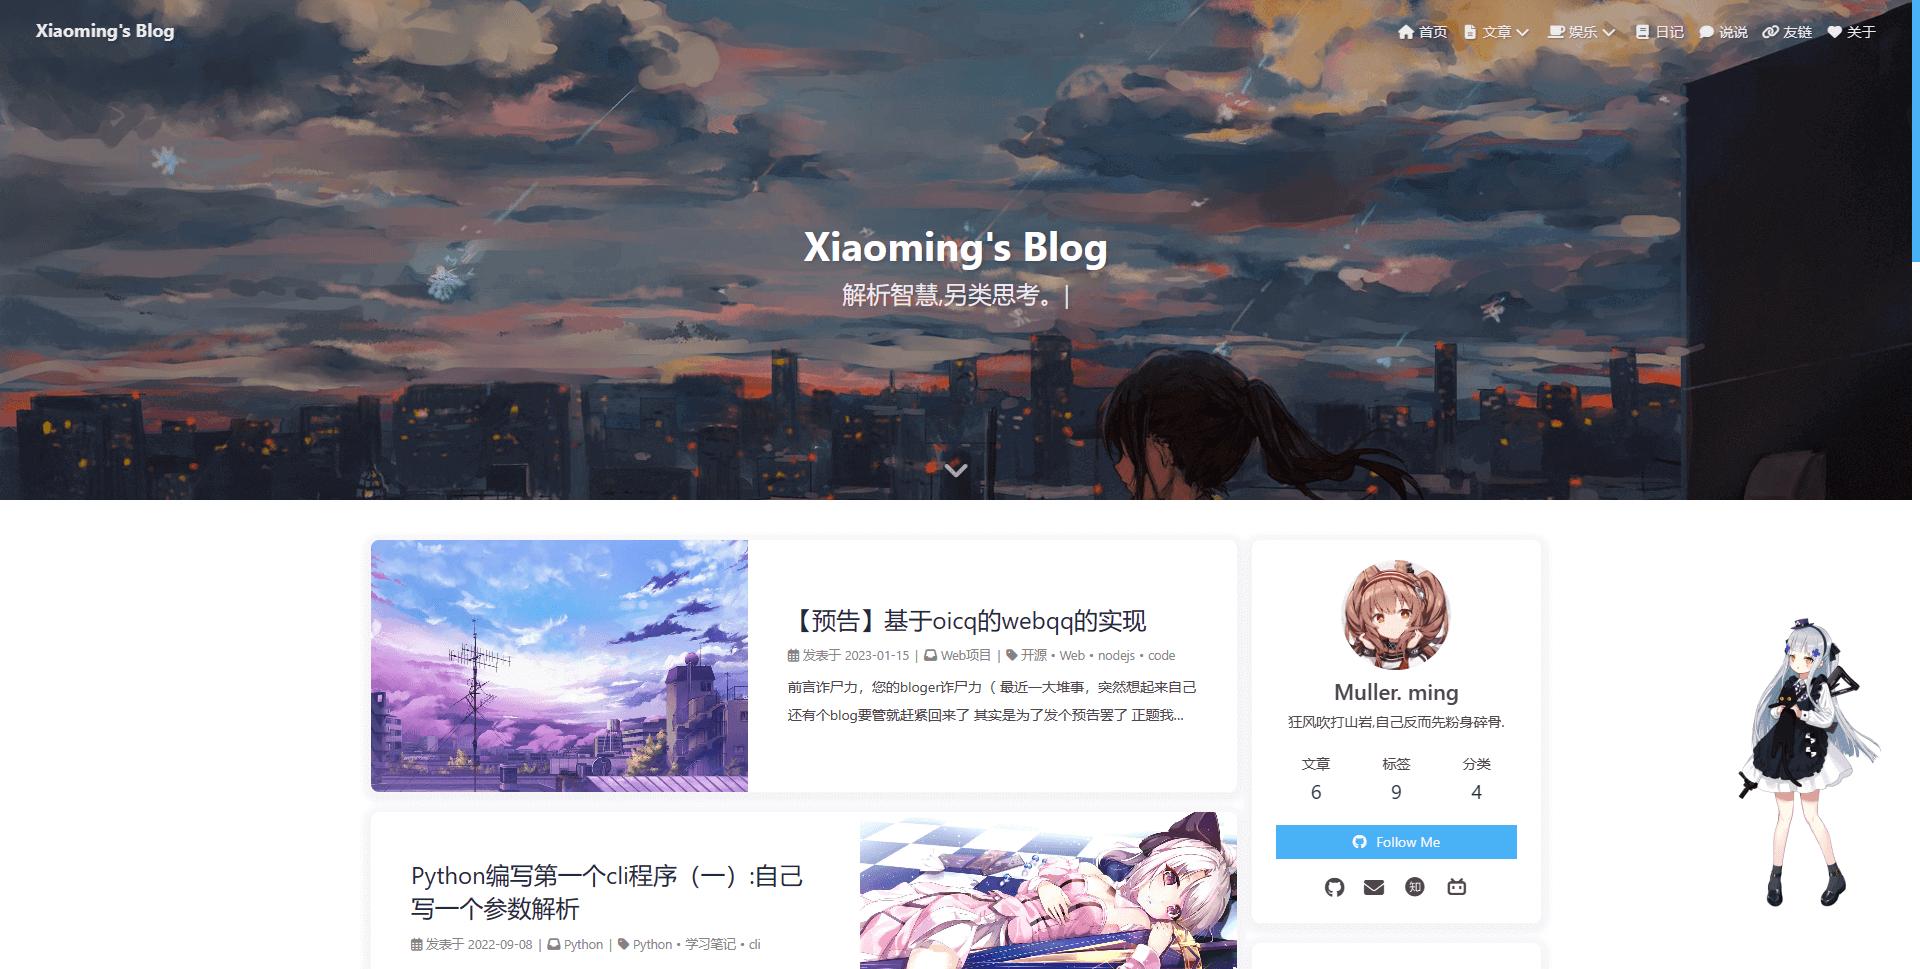 Xiaoming's Blog
首页 文章 娱乐 日记 说说 友链 关于
Xiaoming's Blog
解析智慧,另类思考。|
【预告】基于oicq的webqq的实现
发表于 2023-01-15 | Web项目 | 开源 • Web • nodejs • code
前言诈尸力，您的bloger诈尸力（ 最近一大堆事，突然想起来自己
还有个blog要管就赶紧回来了 其实是为了发个预告罢了 正题我...
Python编写第一个cli程序（一）:自己
写一个参数解析
发表于 2022-09-08 | Python | Python • 学习笔记 • cli
Muller. ming
狂风吹打山岩,自己反而先粉身碎骨.
文章 标签 分类
6 9 4
Follow Me
知